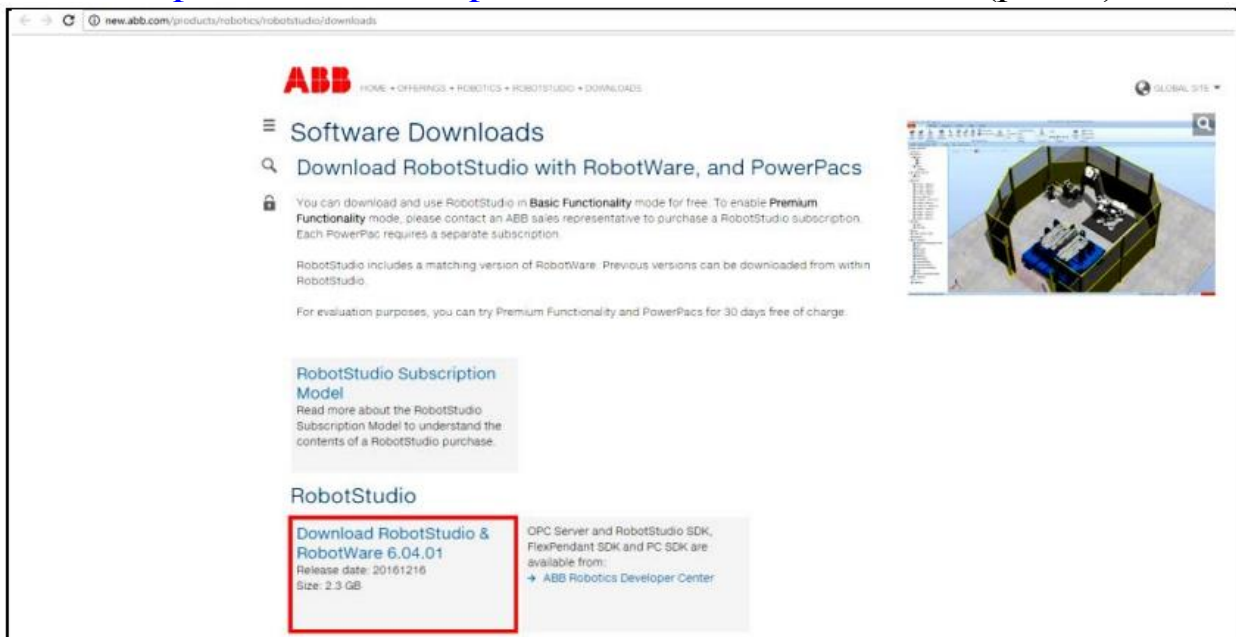 new.abb.com/products/robotics/robotstudio/downloads
ABB
HOME + OFFERINGS + ROBOTICS + ROBOTSTUDIO + DOWNLOADS
GLOBAL SITE
Software Downloads
Download RobotStudio with RobotWare, and PowerPacs
You can download and use RobotStudio in Basic Functionality mode for free. To enable Premium
Functionality mode, please contact an ABB sales representative to purchase a RobotStudio subscription.
Each PowerPac requires a separate subscription.
RobotStudio includes a matching version of RobotWare. Previous versions can be downloaded from within
RobotStudio.
For evaluation purposes, you can try Premium Functionality and PowerPacs for 30 days free of charge.
RobotStudio Subscription
Model
Read more about the RobotStudio
Subscription Model to understand the
contents of a RobotStudio purchase.
RobotStudio
Download RobotStudio &
RobotWare 6.04.01
Release date: 20161216
Size: 2.3 GB
OPC Server and RobotStudio SDK,
FlexPendant SDK and PC SDK are
available from:
→ ABB Robotics Developer Center